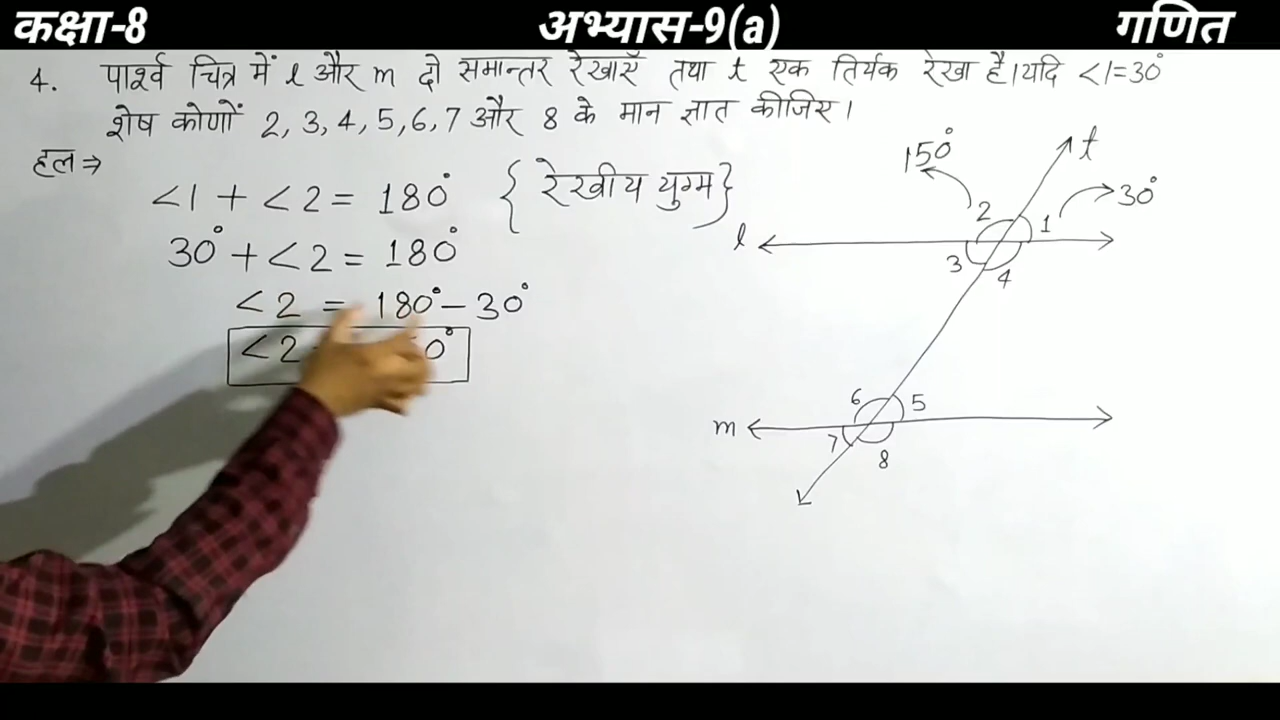 कक्षा-8 अभ्यास-9(a) गणित
4. पार्श्व चित्र में l और m दो समान्तर रेखाएँ तथा t एक तिर्यक रेखा है। यदि <1=30°
शेष कोणों 2, 3, 4, 5, 6, 7 और 8 के मान ज्ञात कीजिए।
हल⇒
<1 + <2 = 180° { रेखीय युग्म }
30° + <2 = 180°
<2 = 180° - 30°
<2 0°
150° t
30°
2 1
l
3 4
6 5
m
7 8